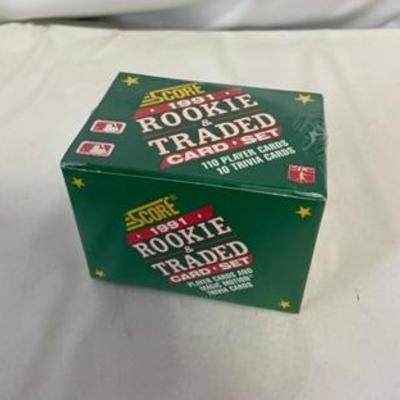 SCORE
1991
ROOKIE
&
TRADED
CARD · SET
110 PLAYER CARDS
10 TRIVIA CARDS
SCORE®
· 1991 ·
ROOKIE
&
TRADED
CARD · SET
PLAYER CARDS AND
MAGIC MOTION™
TRIVIA CARDS